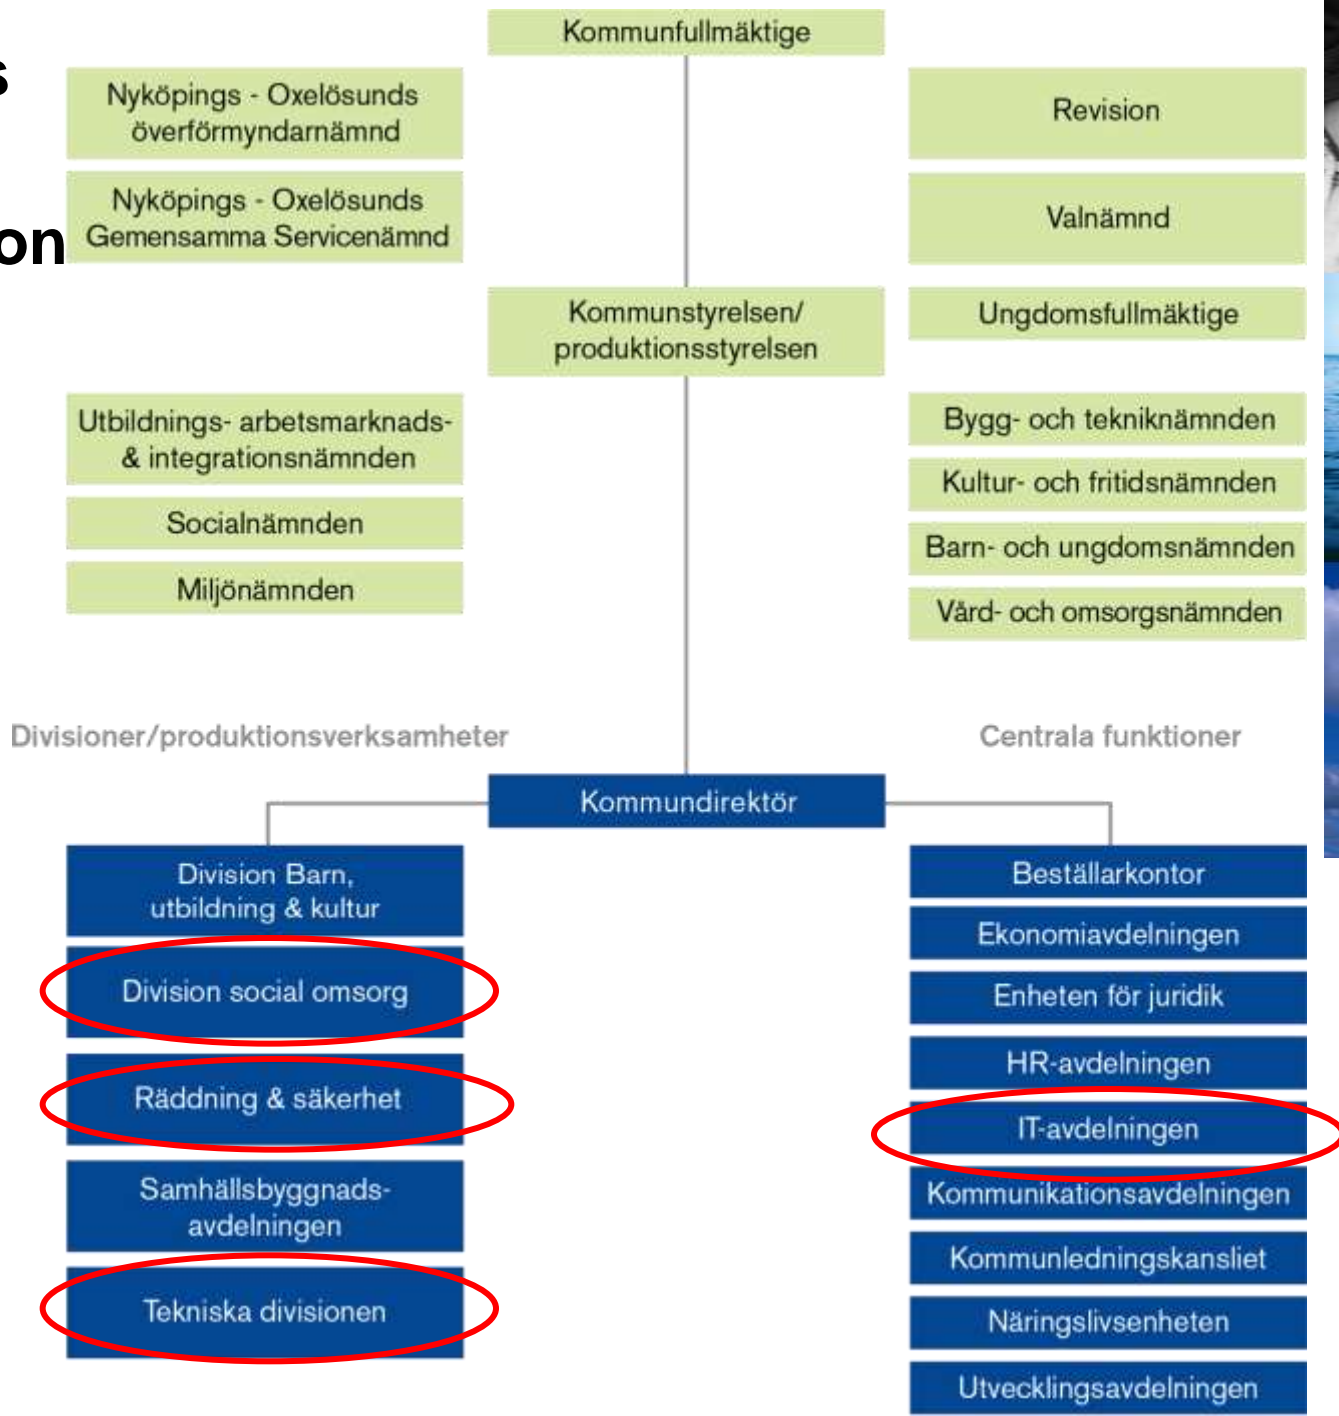 Kommunfullmäktige
Nyköpings - Oxelösunds
överförmyndarnämnd
Revision
Nyköpings - Oxelösunds
Gemensamma Servicenämnd
Valnämnd
Kommunstyrelsen/
produktionsstyrelsen
Ungdomsfullmäktige
Utbildnings- arbetsmarknads-
& integrationsnämnden
Socialnämnden
Miljönämnden
Bygg- och tekniknämnden
Kultur- och fritidsnämnden
Barn- och ungdomsnämnden
Vård- och omsorgsnämnden
Divisioner/produktionsverksamheter
Centrala funktioner
Kommundirektör
Division Barn,
utbildning & kultur
Division social omsorg
Räddning & säkerhet
Samhällsbyggnads-
avdelningen
Tekniska divisionen
Beställarkontor
Ekonomiavdelningen
Enheten för juridik
HR-avdelningen
IT-avdelningen
Kommunikationsavdelningen
Kommunledningskansliet
Näringslivsenheten
Utvecklingsavdelningen